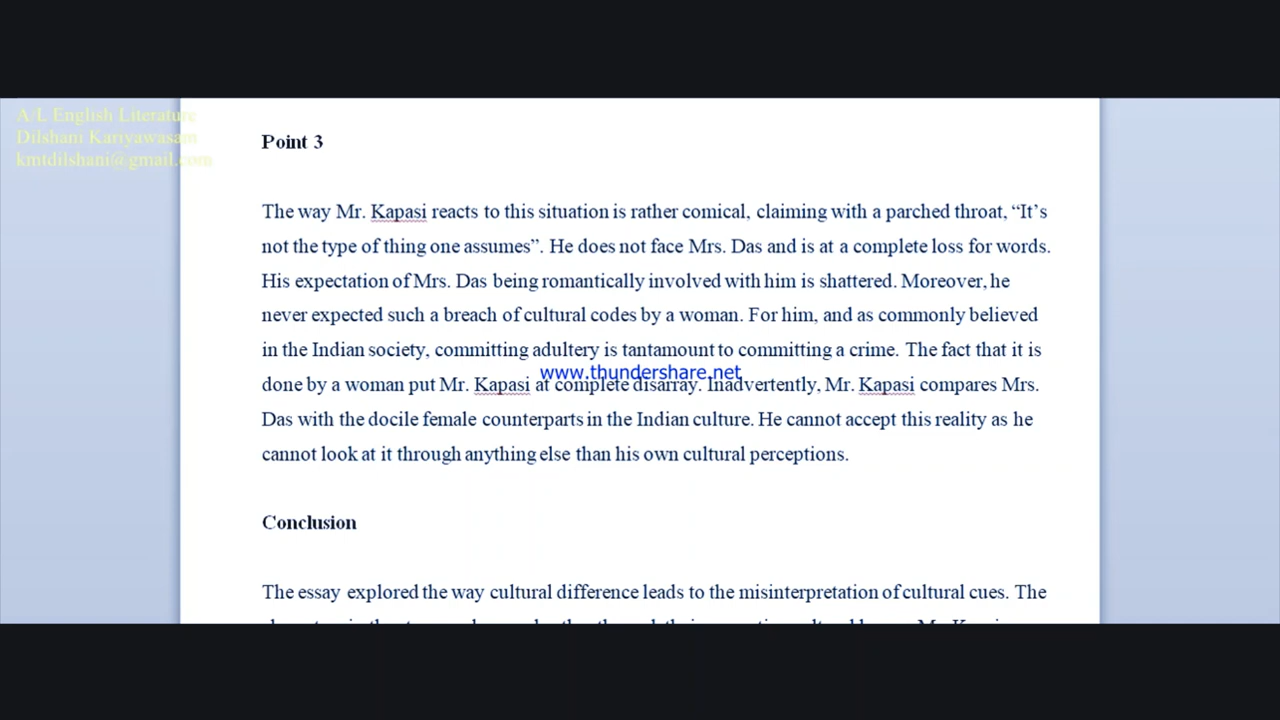 A/L English Literature
Dilshani Kariyawasam
kmtdilshani@gmail.com
Point 3
The way Mr. Kapasi reacts to this situation is rather comical, claiming with a parched throat, “It’s
not the type of thing one assumes”. He does not face Mrs. Das and is at a complete loss for words.
His expectation of Mrs. Das being romantically involved with him is shattered. Moreover, he
never expected such a breach of cultural codes by a woman. For him, and as commonly believed
in the Indian society, committing adultery is tantamount to committing a crime. The fact that it is
www.thundershare.net
done by a woman put Mr. Kapasi at complete disarray. Inadvertently, Mr. Kapasi compares Mrs.
Das with the docile female counterparts in the Indian culture. He cannot accept this reality as he
cannot look at it through anything else than his own cultural perceptions.
Conclusion
The essay explored the way cultural difference leads to the misinterpretation of cultural cues. The